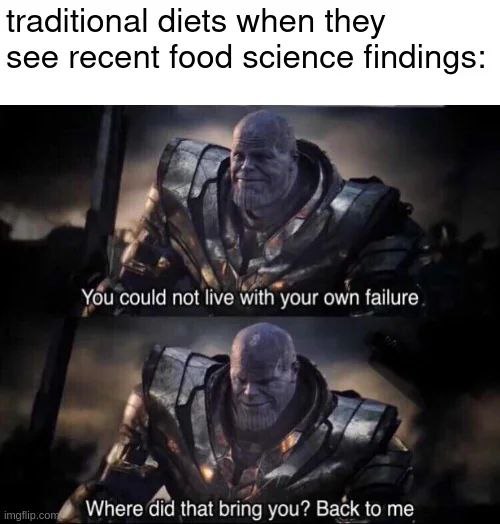 traditional diets when they
see recent food science findings:
You could not live with your own failure.
Where did that bring you? Back to me
imgflip.com